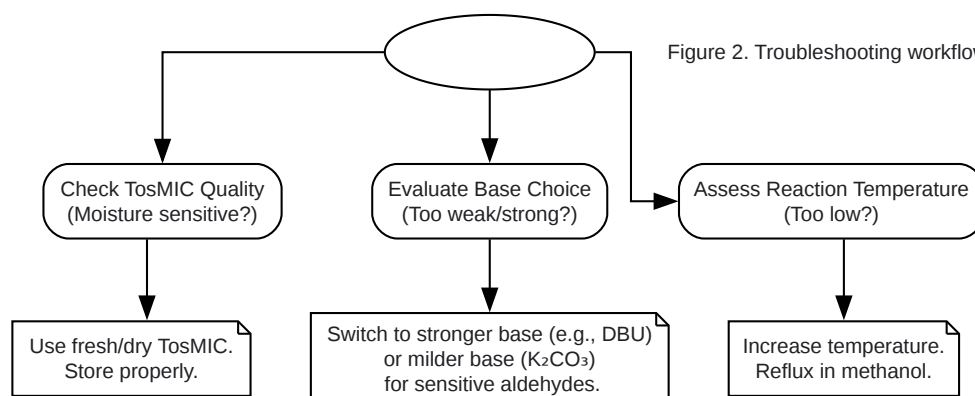 Figure 2. Troubleshooting workflow
Check TosMIC Quality
(Moisture sensitive?)
Evaluate Base Choice
(Too weak/strong?)
Assess Reaction Temperature
(Too low?)
Use fresh/dry TosMIC.
Store properly.
Switch to stronger base (e.g., DBU)
or milder base (K₂CO₃)
for sensitive aldehydes.
Increase temperature.
Reflux in methanol.